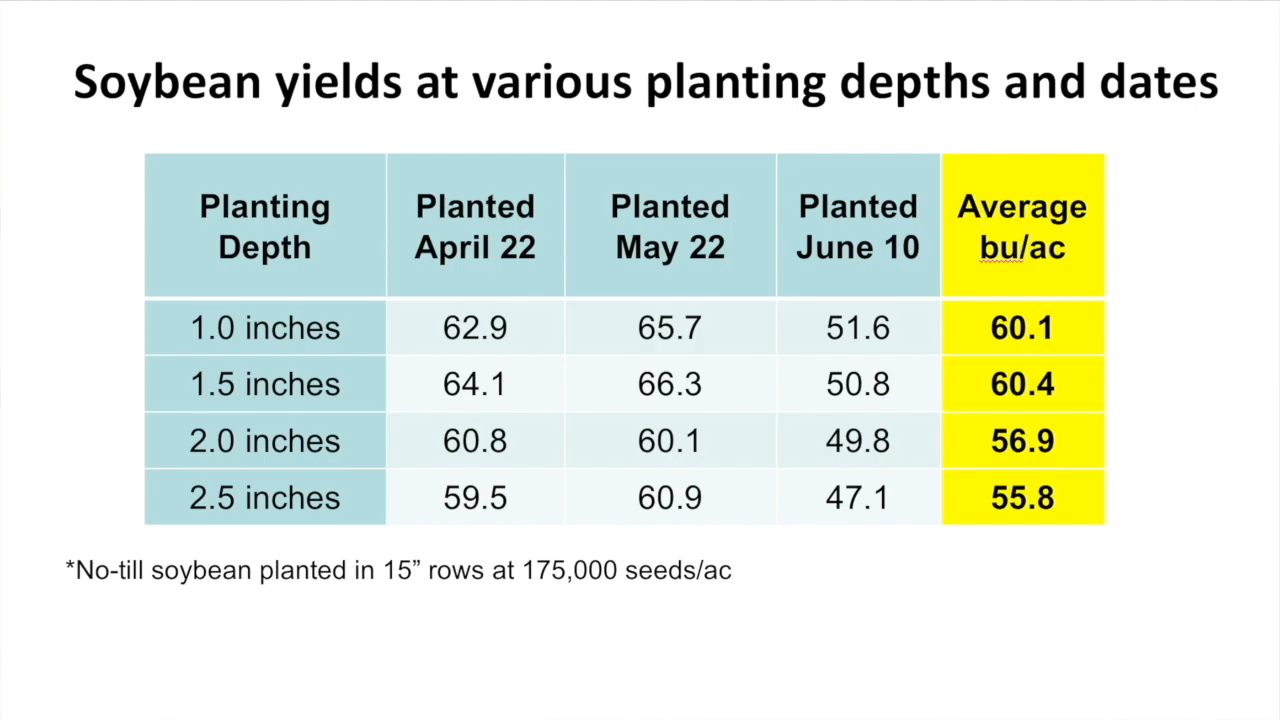 Soybean yields at various planting depths and dates
Planting Depth | Planted April 22 | Planted May 22 | Planted June 10 | Average bu/ac
1.0 inches | 62.9 | 65.7 | 51.6 | 60.1
1.5 inches | 64.1 | 66.3 | 50.8 | 60.4
2.0 inches | 60.8 | 60.1 | 49.8 | 56.9
2.5 inches | 59.5 | 60.9 | 47.1 | 55.8
*No-till soybean planted in 15” rows at 175,000 seeds/ac